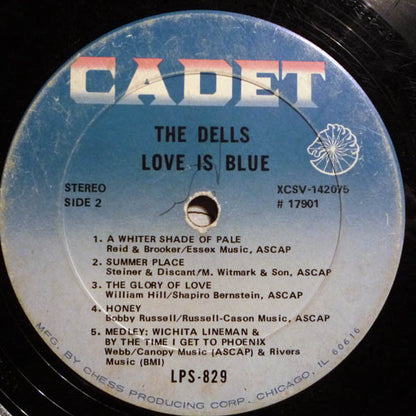 CADET
THE DELLS
LOVE IS BLUE
STEREO
SIDE 2
XCSV-142075
# 17901
1. A WHITER SHADE OF PALE
Reid & Brooker/Essex Music, ASCAP
2. SUMMER PLACE
Steiner & Discant/M. Witmark & Son, ASCAP
3. THE GLORY OF LOVE
William Hill/Shapiro Bernstein, ASCAP
4. HONEY
Bobby Russell/Russell-Cason Music, ASCAP
5. MEDLEY: WICHITA LINEMAN &
BY THE TIME I GET TO PHOENIX
Webb/Canopy Music (ASCAP) & Rivers
Music (BMI)
LPS-829
MFG. BY CHESS PRODUCING CORP. CHICAGO, IL 60616